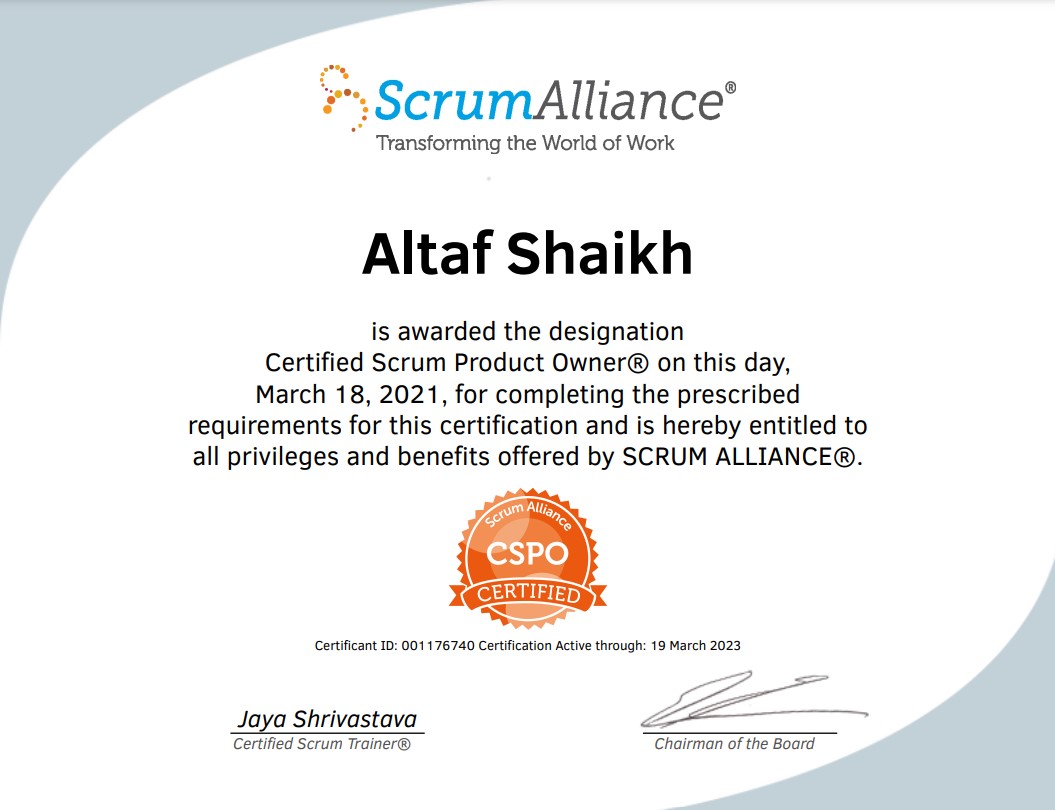 ScrumAlliance®
Transforming the World of Work
Altaf Shaikh
is awarded the designation
Certified Scrum Product Owner® on this day,
March 18, 2021, for completing the prescribed
requirements for this certification and is hereby entitled to
all privileges and benefits offered by SCRUM ALLIANCE®.
Scrum Alliance
CSPO
CERTIFIED
Certificant ID: 001176740 Certification Active through: 19 March 2023
Jaya Shrivastava
Certified Scrum Trainer®
Chairman of the Board